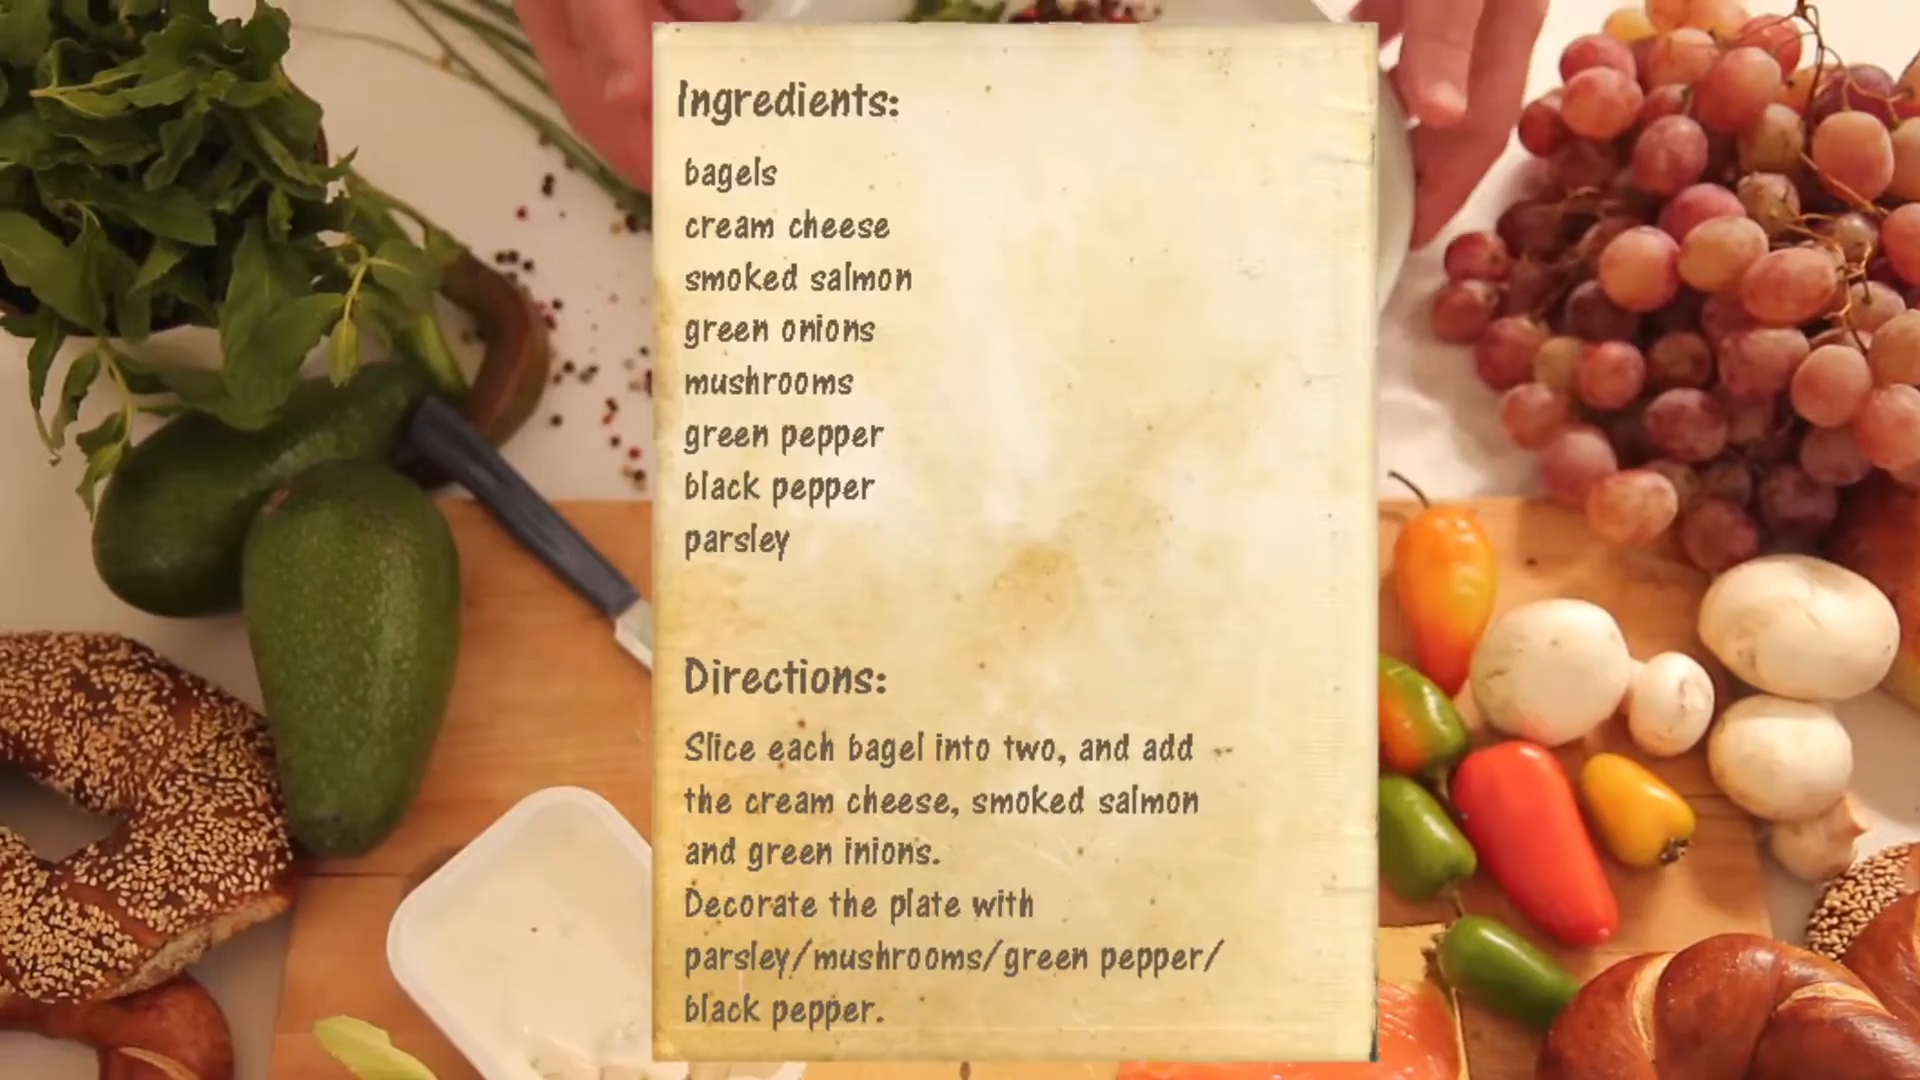 Ingredients:
bagels
cream cheese
smoked salmon
green onions
mushrooms
green pepper
black pepper
parsley
Directions:
Slice each bagel into two, and add
the cream cheese, smoked salmon
and green inions.
Decorate the plate with
parsley/mushrooms/green pepper/
black pepper.